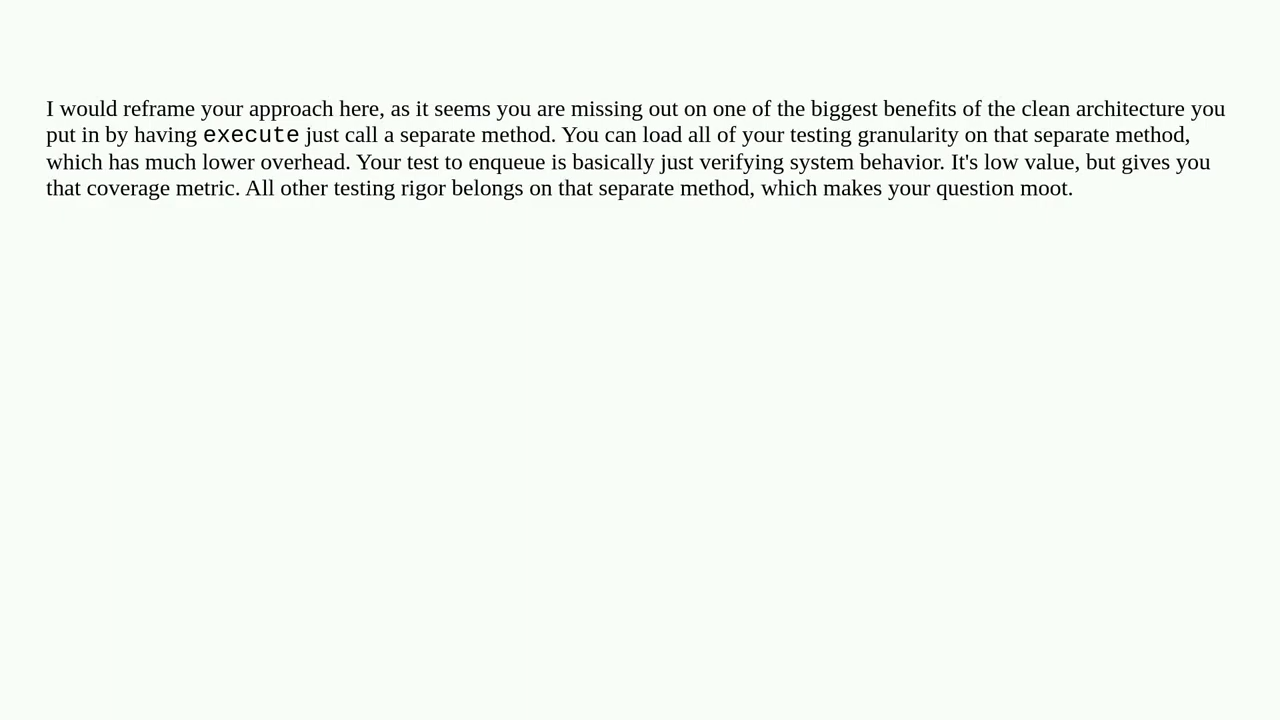 I would reframe your approach here, as it seems you are missing out on one of the biggest benefits of the clean architecture you
put in by having execute just call a separate method. You can load all of your testing granularity on that separate method,
which has much lower overhead. Your test to enqueue is basically just verifying system behavior. It's low value, but gives you
that coverage metric. All other testing rigor belongs on that separate method, which makes your question moot.